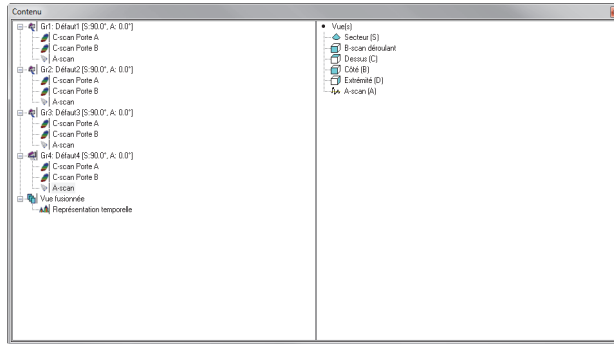 Contenu
Gr1: Défaut1 [S:90.0°, A: 0.0°]
C-scan Porte A
C-scan Porte B
A-scan
Gr2: Défaut2 [S:90.0°, A: 0.0°]
C-scan Porte A
C-scan Porte B
A-scan
Gr3: Défaut3 [S:90.0°, A: 0.0°]
C-scan Porte A
C-scan Porte B
A-scan
Gr4: Défaut4 [S:90.0°, A: 0.0°]
C-scan Porte A
C-scan Porte B
A-scan
Vue fusionnée
Représentation temporelle
Vue(s)
Secteur (S)
B-scan déroulant
Dessus (C)
Côté (B)
Extrémité (D)
A-scan (A)